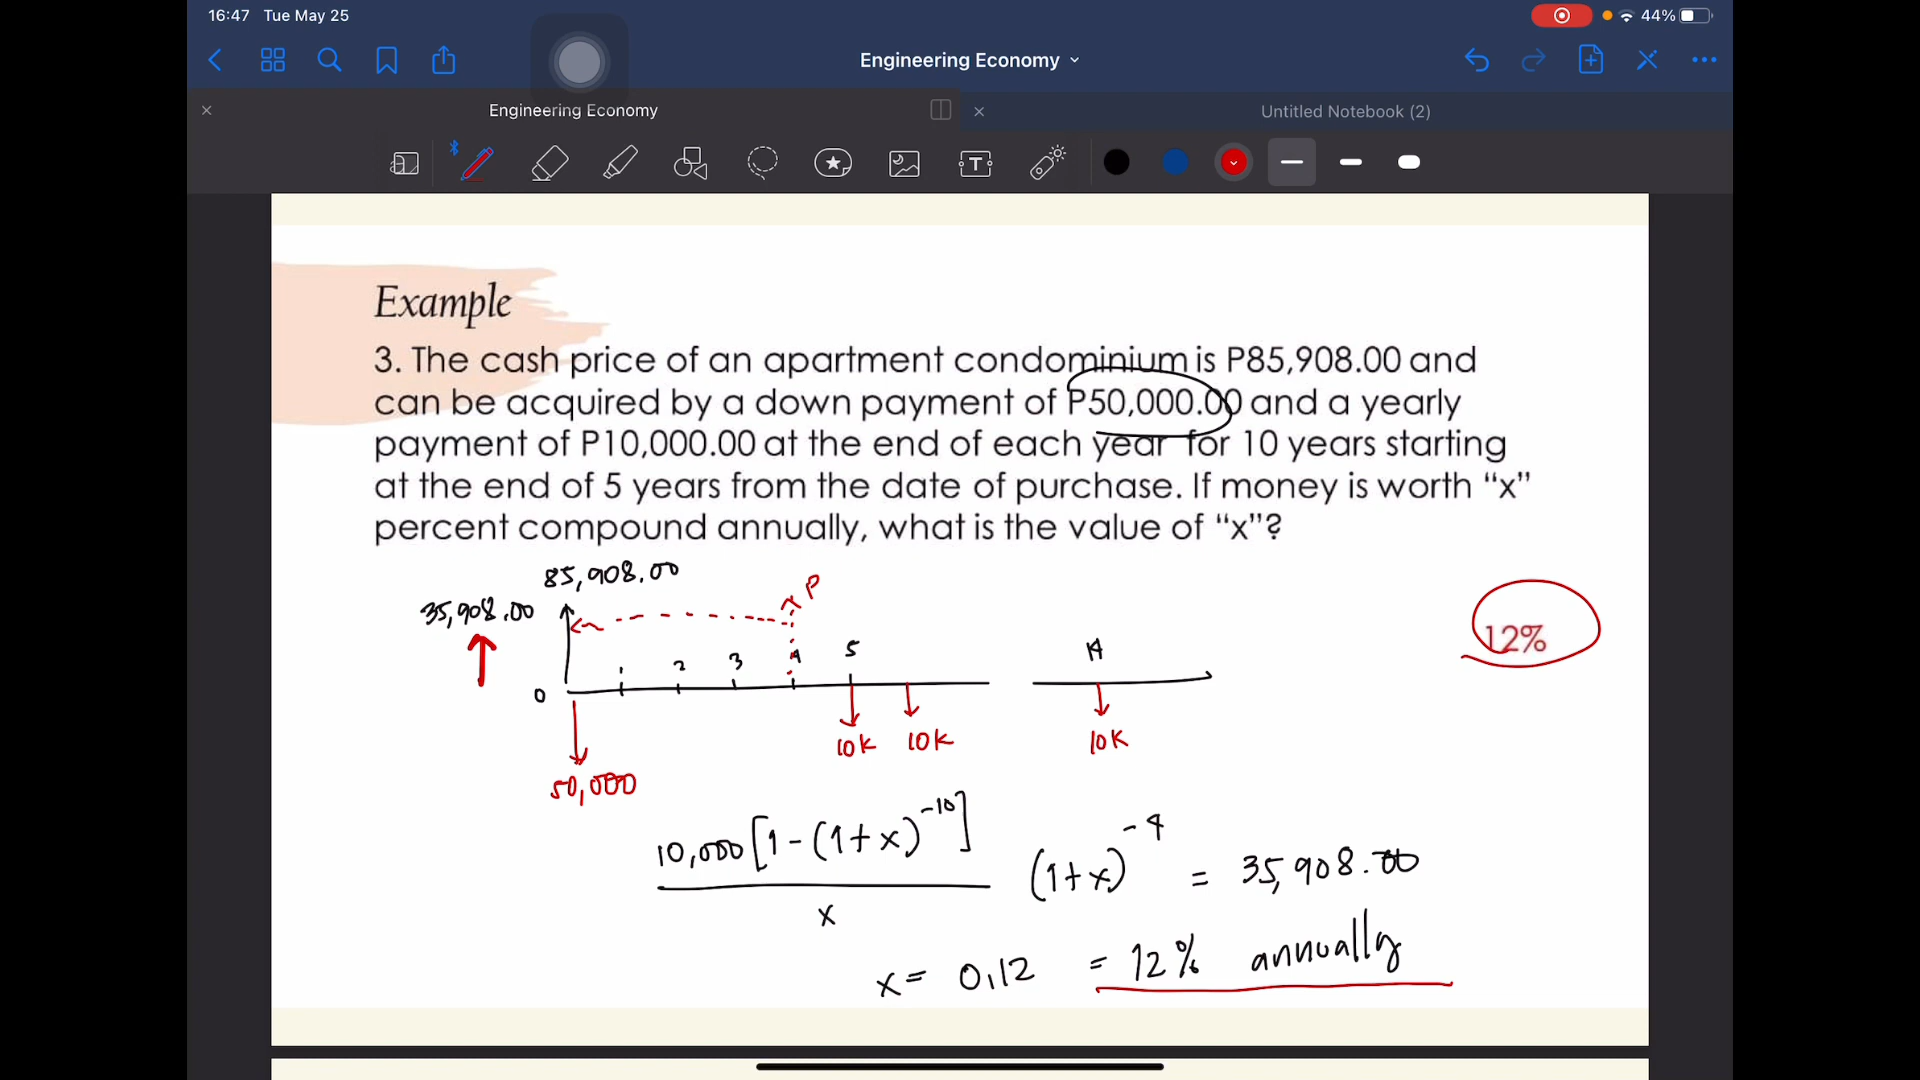 16:47 Tue May 25
44%
Engineering Economy
Engineering Economy
Untitled Notebook (2)
Example
3. The cash price of an apartment condominium is P85,908.00 and
can be acquired by a down payment of P50,000.00 and a yearly
payment of P10,000.00 at the end of each year for 10 years starting
at the end of 5 years from the date of purchase. If money is worth “x”
percent compound annually, what is the value of “x”?
85,908.00
P
35,908.00
12%
0 1 2 3 4 5 14
10K 10K 10K
50,000
10,000[1-(1+x)^-10] / x (1+x)^-4 = 35,908.00
x = 0.12 = 12% annually